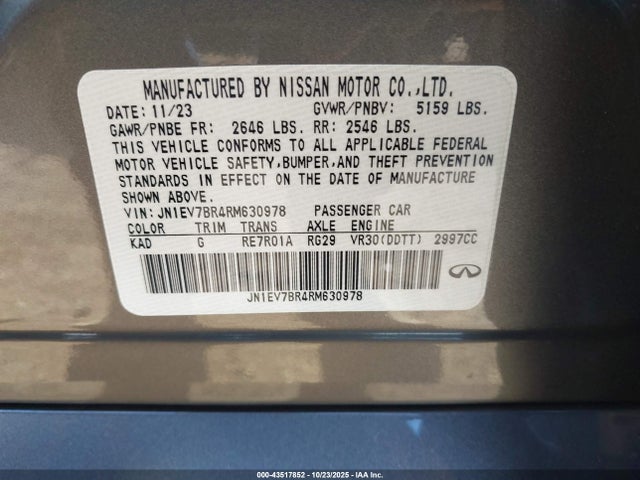 MANUFACTURED BY NISSAN MOTOR CO.,LTD.
DATE: 11/23 GVWR/PNBV: 5159 LBS.
GAWR/PNBE FR: 2646 LBS. RR: 2546 LBS.
THIS VEHICLE CONFORMS TO ALL APPLICABLE FEDERAL
MOTOR VEHICLE SAFETY,BUMPER,AND THEFT PREVENTION
STANDARDS IN EFFECT ON THE DATE OF MANUFACTURE
SHOWN ABOVE.
VIN: JN1EV7BR4RM630978 PASSENGER CAR
COLOR TRIM TRANS AXLE ENGINE
KAD G RE7R01A RG29 VR30(DDTT) 2997CC
JN1EV7BR4RM630978
INFINITI
000-43517852 - 10/23/2025 - IAA Inc.